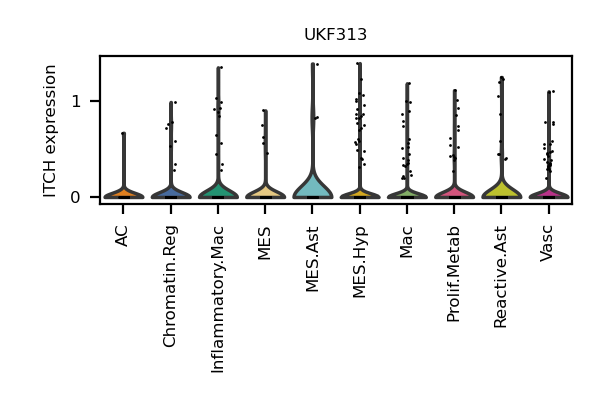 UKF313
ITCH expression
1
0
AC
Chromatin.Reg
Inflammatory.Mac
MES
MES.Ast
MES.Hyp
Mac
Prolif.Metab
Reactive.Ast
Vasc